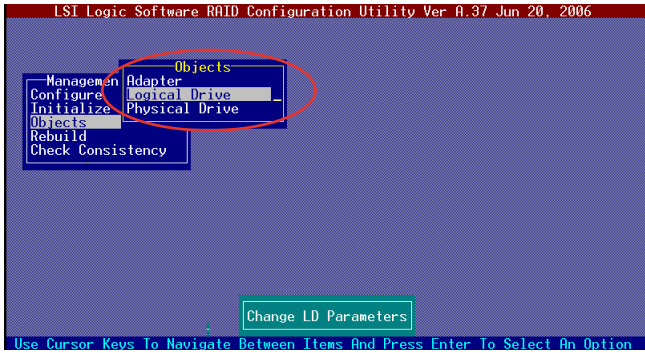 LSI Logic Software RAID Configuration Utility Ver A.37 Jun 20, 2006
Objects
Adapter
Logical Drive
Physical Drive
Managemen
Configure
Initialize
Objects
Rebuild
Check Consistency
Change LD Parameters
Use Cursor Keys To Navigate Between Items And Press Enter To Select An Option